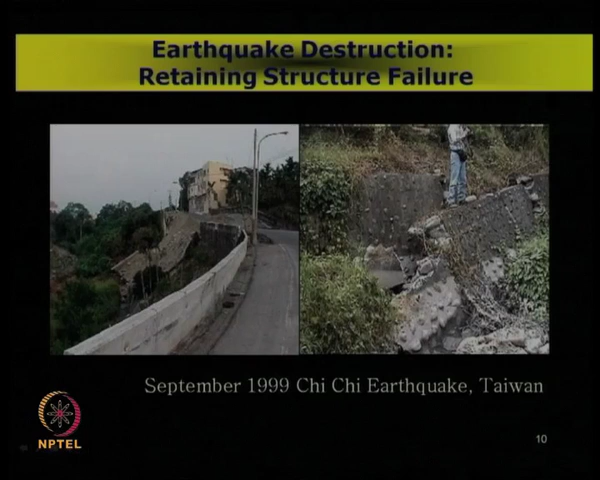 Earthquake Destruction:
Retaining Structure Failure
September 1999 Chi Chi Earthquake, Taiwan
NPTEL
10